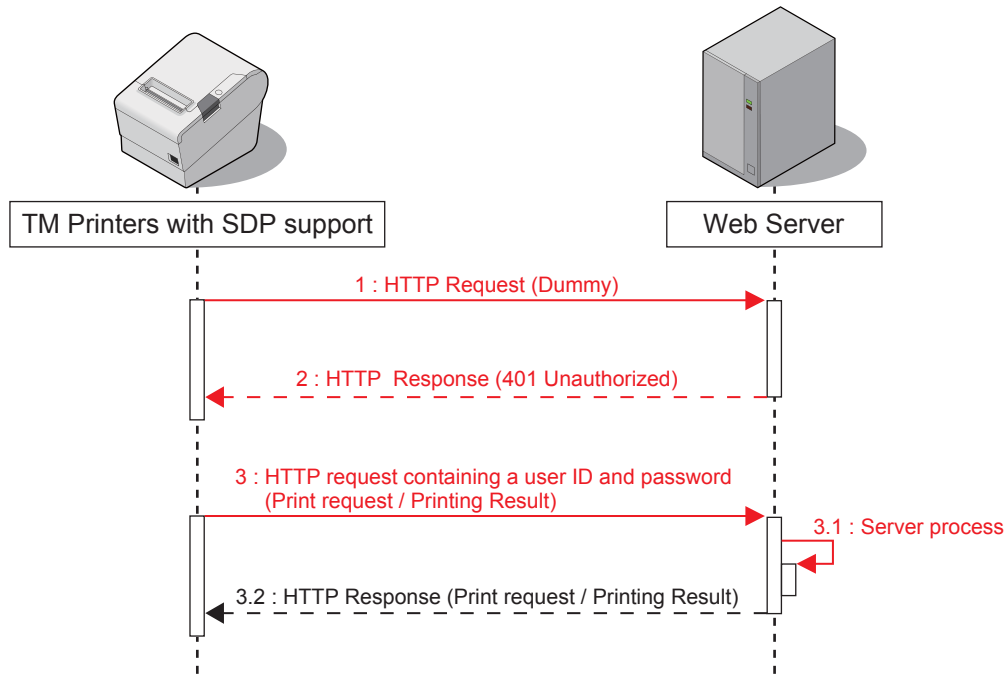 TM Printers with SDP support
Web Server
1 : HTTP Request (Dummy)
2 : HTTP  Response (401 Unauthorized)
3 : HTTP request containing a user ID and password
(Print request / Printing Result)
3.1 : Server process
3.2 : HTTP Response (Print request / Printing Result)